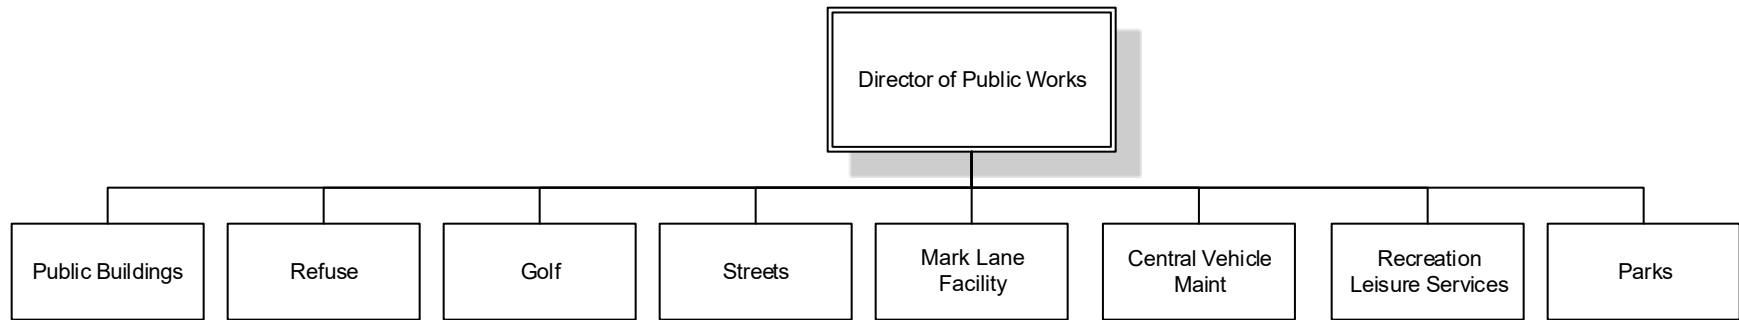 Director of Public Works
Public Buildings
Refuse
Golf
Streets
Mark Lane
Facility
Central Vehicle
Maint
Recreation
Leisure Services
Parks